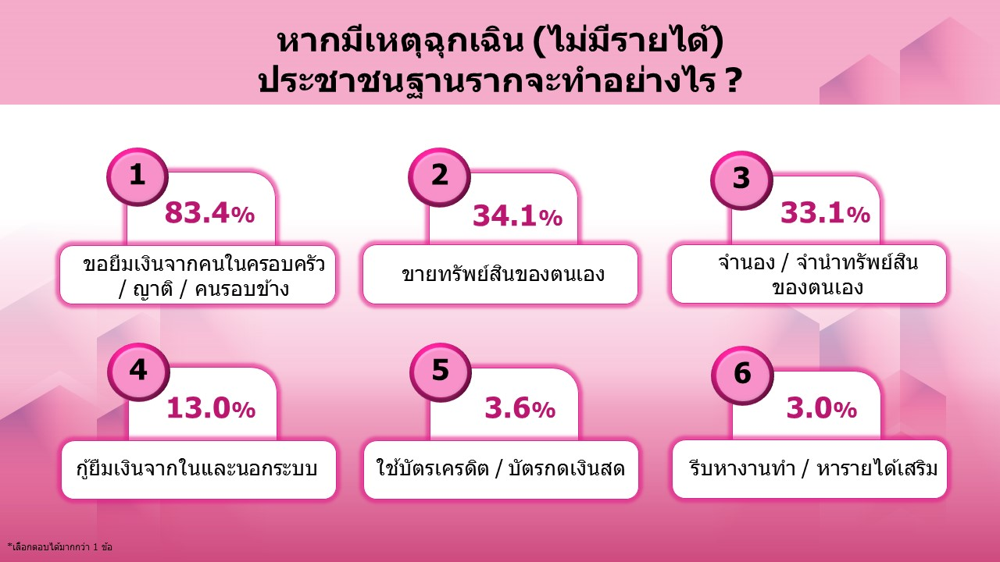 หากมีเหตุฉุกเฉิน (ไม่มีรายได้)
ประชาชนฐานรากจะทำอย่างไร ?
1
83.4%
ขอยืมเงินจากคนในครอบครัว
/ ญาติ / คนรอบข้าง
2
34.1%
ขายทรัพย์สินของตนเอง
3
33.1%
จำนอง / จำนำทรัพย์สิน
ของตนเอง
4
13.0%
กู้ยืมเงินจากในและนอกระบบ
5
3.6%
ใช้บัตรเครดิต / บัตรกดเงินสด
6
3.0%
รีบหางานทำ / หารายได้เสริม
*เลือกตอบได้มากกว่า 1 ข้อ